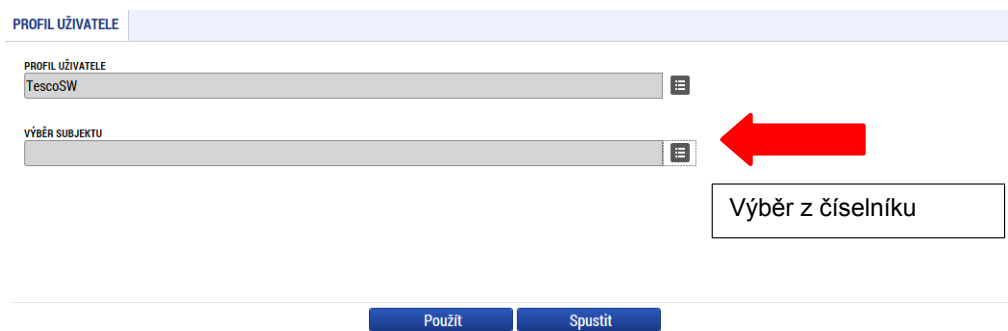 PROFIL UŽIVATELE
PROFIL UŽIVATELE
TescoSW
VÝBĚR SUBJEKTU
Výběr z číselníku
Použít
Spustit